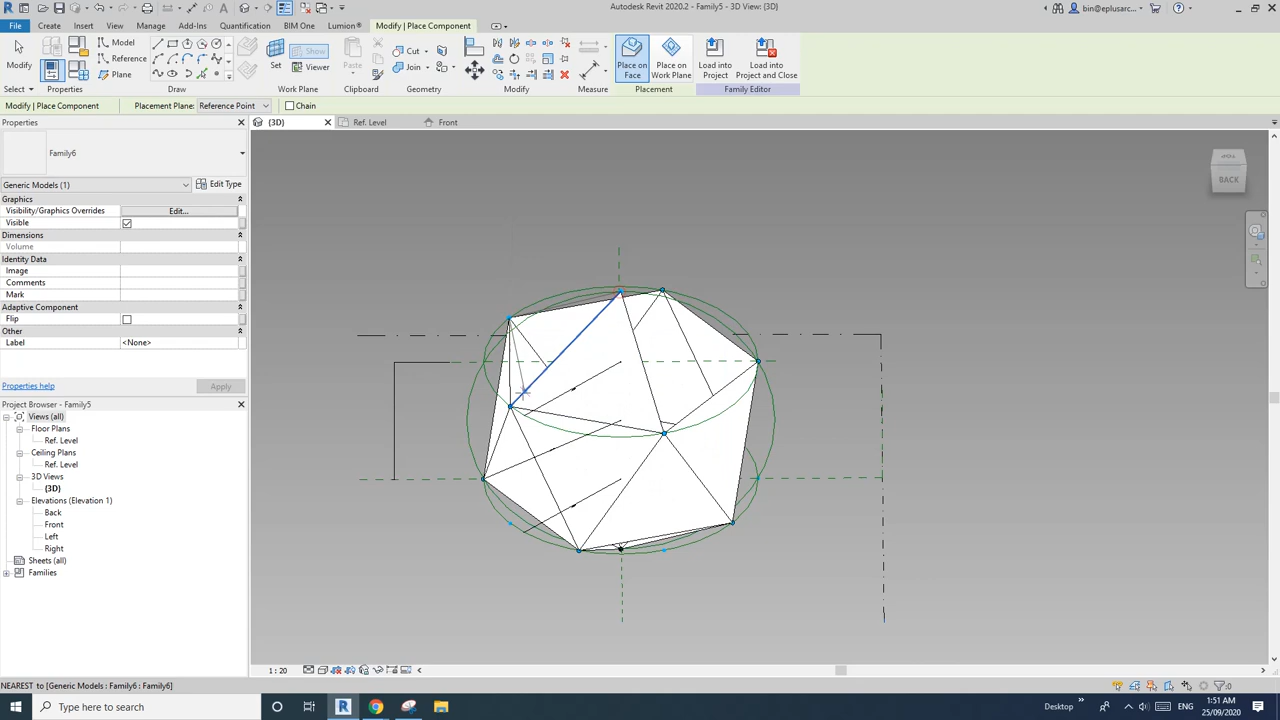 Autodesk Revit 2020.2 - Family5 - 3D View: {3D}
bin@eplusarc...
File Create Insert View Manage Add-Ins Quantification BIM One Lumion® Modify | Place Component
Modify
Model
Reference
Plane
Set
Show
Viewer
Paste
Cut
Join
Place on Face
Place on Work Plane
Load into Project
Load into Project and Close
Select Properties Draw Work Plane Clipboard Geometry Modify Measure Placement Family Editor
Modify | Place Component Placement Plane: Reference Point Chain
Properties
{3D} Ref. Level Front
Family6
Generic Models (1) Edit Type
Graphics
Visibility/Graphics Overrides Edit...
Visible
Dimensions
Volume
Identity Data
Image
Comments
Mark
Adaptive Component
Flip
Other
Label <None>
Properties help Apply
Project Browser - Family5
Views (all)
Floor Plans
Ref. Level
Ceiling Plans
Ref. Level
3D Views
{3D}
Elevations (Elevation 1)
Back
Front
Left
Right
Sheets (all)
Families
TOP
BACK
1 : 20
NEAREST to [Generic Models : Family6 : Family6]
:0
Type here to search
Desktop
ENG
1:51 AM
25/09/2020